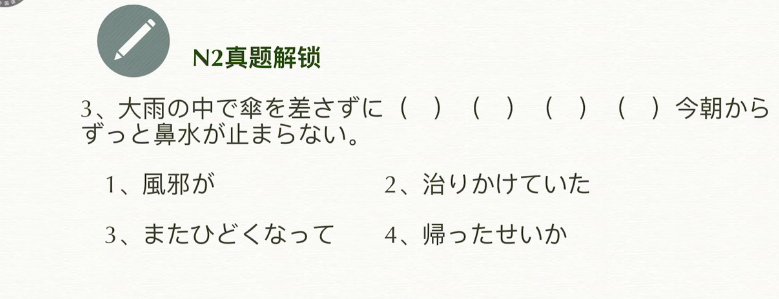 N2真题解锁
3、大雨の中で傘を差さずに（ ）（ ）（ ）（ ）今朝から
ずっと鼻水が止まらない。
1、風邪が 2、治りかけていた
3、またひどくなって 4、帰ったせいか